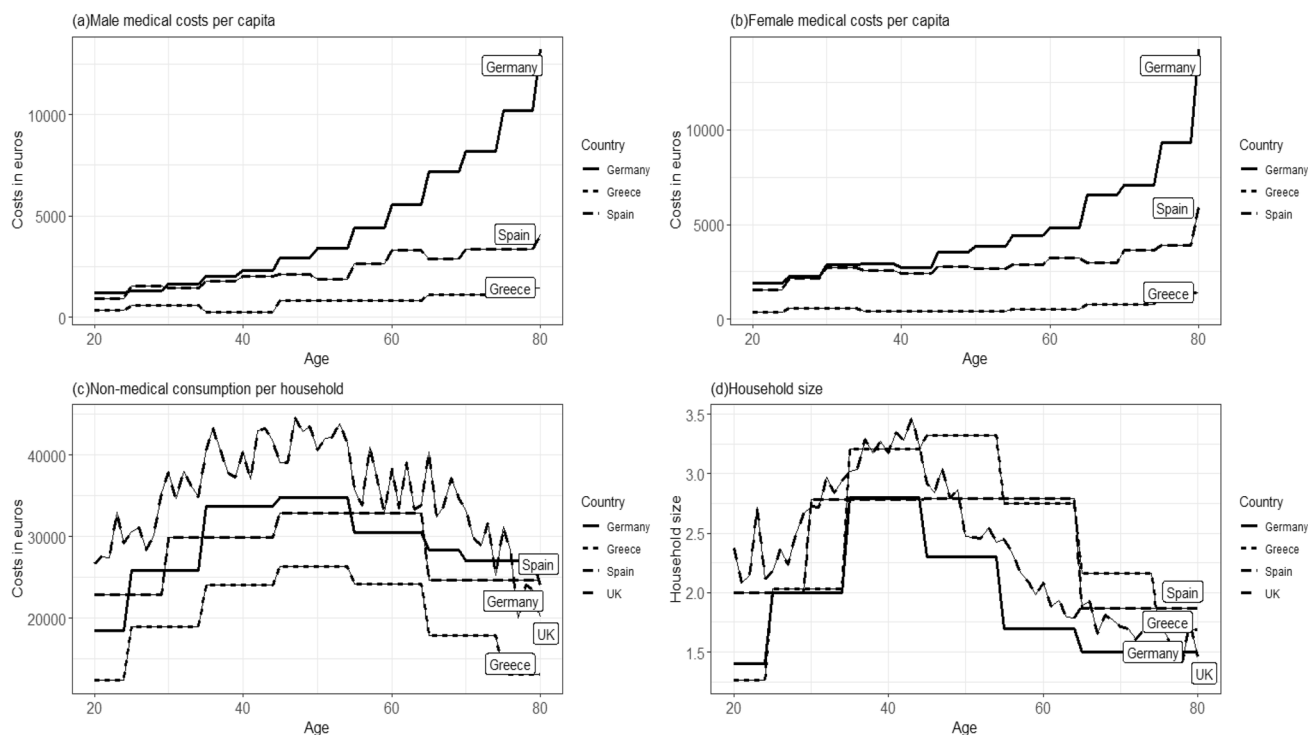 (a)Male medical costs per capita
Costs in euros
10000
5000
0
20
40
60
80
Age
Germany
Spain
Greece
Country
Germany
Greece
Spain
(b)Female medical costs per capita
Costs in euros
10000
5000
0
20
40
60
80
Age
Germany
Spain
Greece
Country
Germany
Greece
Spain
(c)Non-medical consumption per household
Costs in euros
40000
30000
20000
20
40
60
80
Age
Spain
Germany
UK
Greece
Country
Germany
Greece
Spain
UK
(d)Household size
Household size
3.5
3.0
2.5
2.0
1.5
20
40
60
80
Age
Spain
Greece
Germany
UK
Country
Germany
Greece
Spain
UK